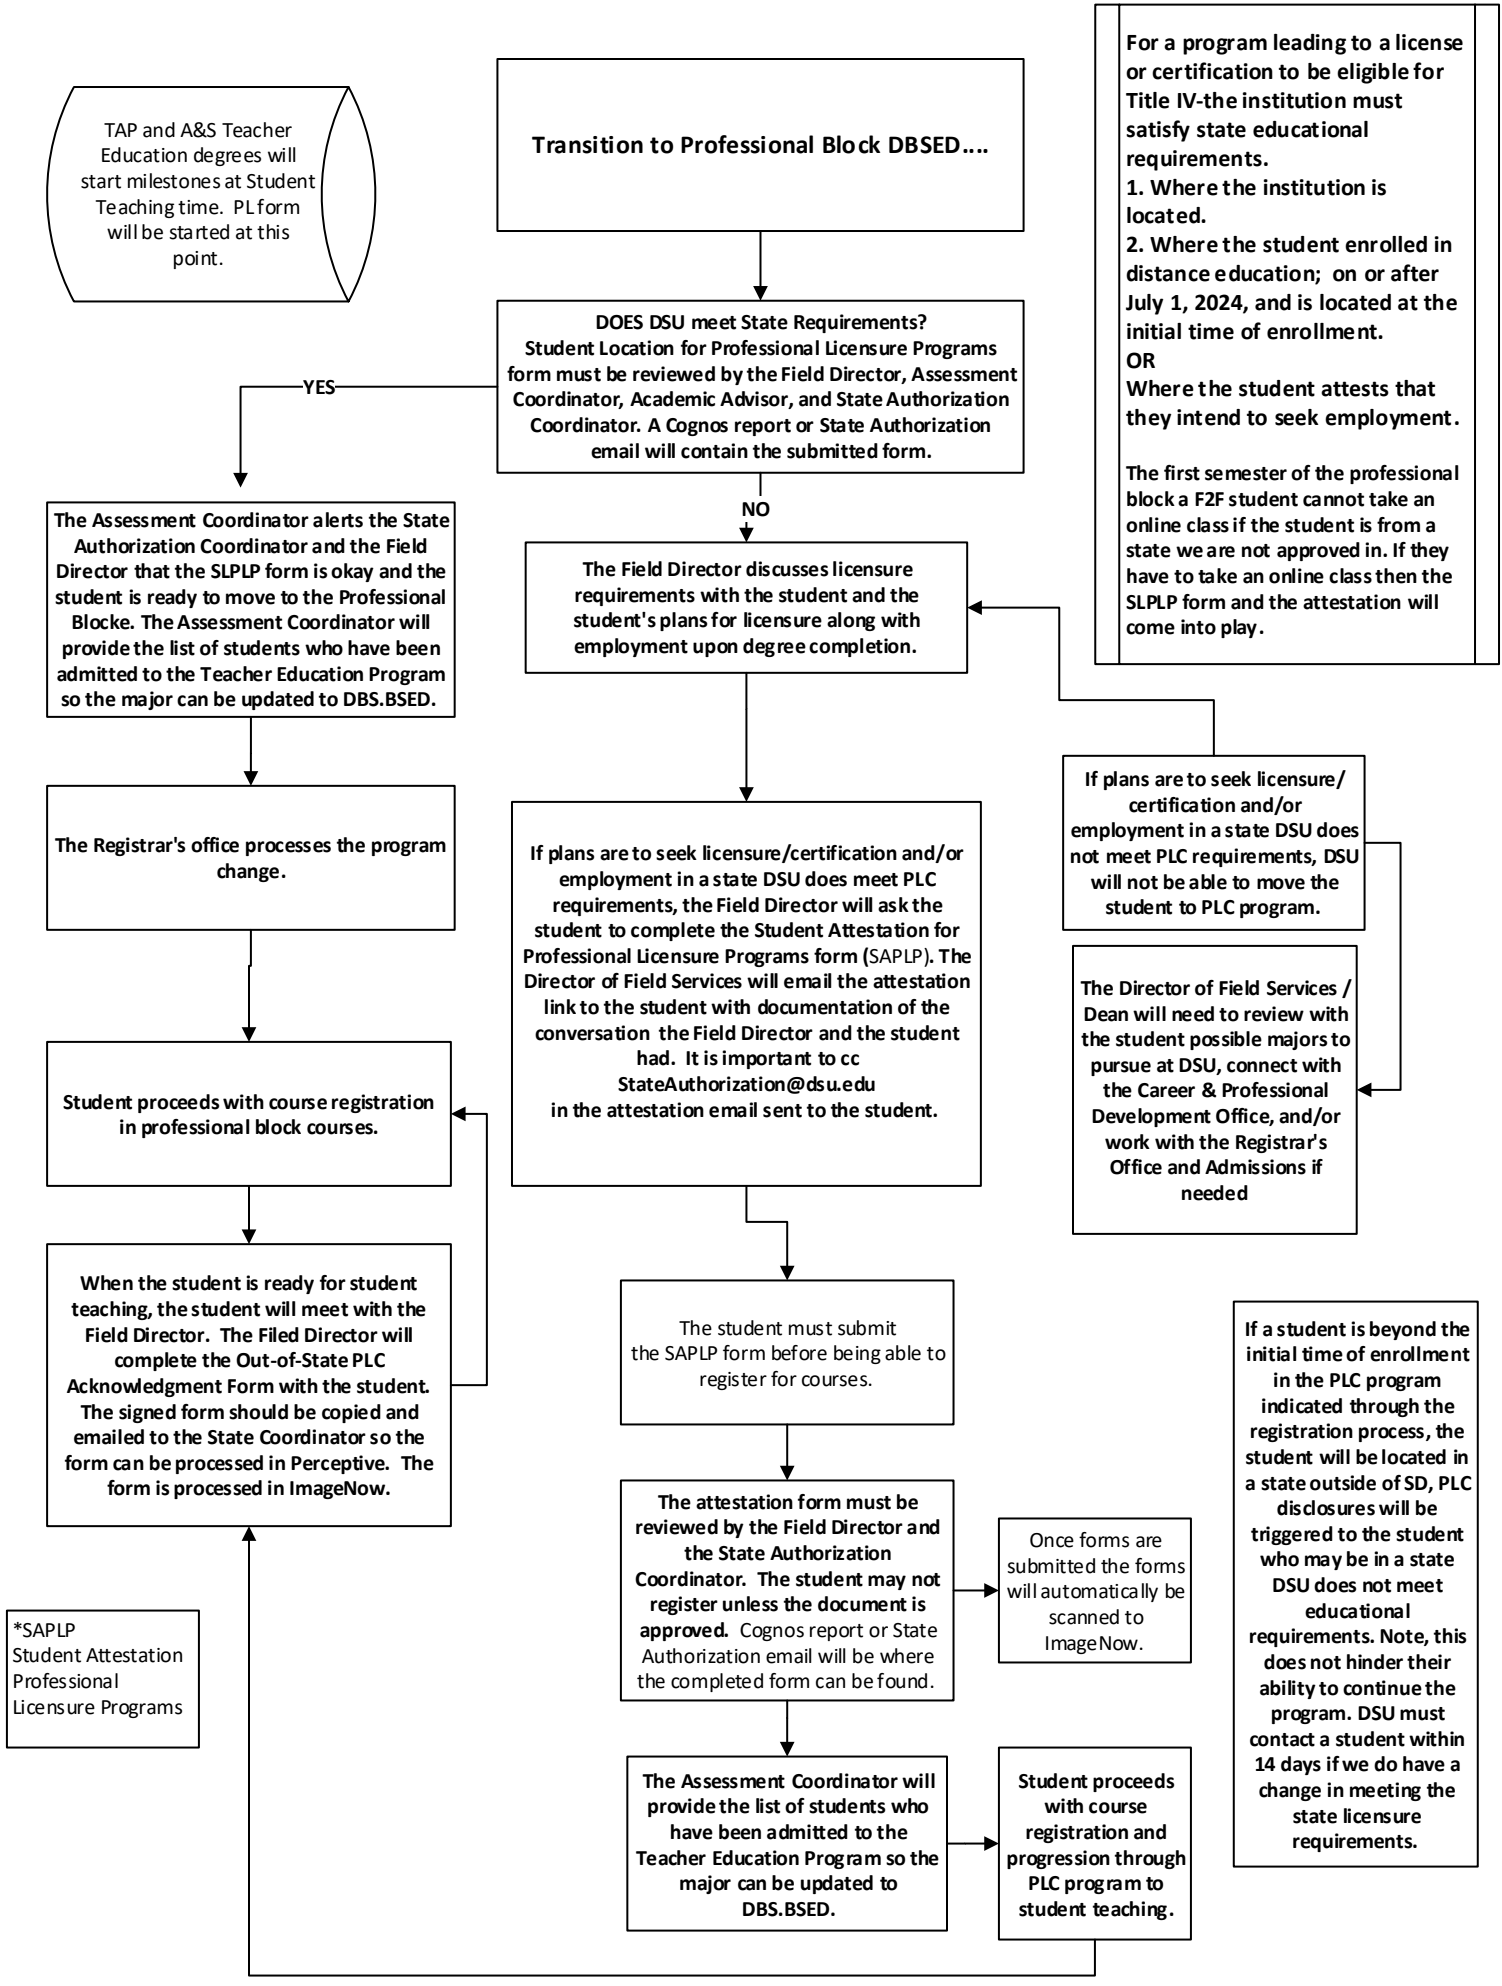 TAP and A&S Teacher
Education degrees will
start milestones at Student
Teaching time.  PL form
will be started at this
point.
Transition to Professional Block DBSED....
For a program leading to a license
or certification to be eligible for
Title IV-the institution must
satisfy state educational
requirements.
1. Where the institution is
located.
2. Where the student enrolled in
distance education;  on or after
July 1, 2024, and is located at the
initial time of enrollment.
OR
Where the student attests that
they intend to seek employment.
The first semester of the professional
block a F2F student cannot take an
online class if the student is from a
state we are not approved in. If they
have to take an online class then the
SLPLP form and the attestation will
come into play.
DOES DSU meet State Requirements?
Student Location for Professional Licensure Programs
form must be reviewed by the Field Director, Assessment
Coordinator, Academic Advisor, and State Authorization
Coordinator. A Cognos report or State Authorization
email will contain the submitted form.
YES
NO
The Assessment Coordinator alerts the State
Authorization Coordinator and the Field
Director that the SLPLP form is okay and the
student is ready to move to the Professional
Blocke. The Assessment Coordinator will
provide the list of students who have been
admitted to the Teacher Education Program
so the major can be updated to DBS.BSED.
The Field Director discusses licensure
requirements with the student and the
student's plans for licensure along with
employment upon degree completion.
The Registrar's office processes the program
change.
If plans are to seek licensure/certification and/or
employment in a state DSU does meet PLC
requirements, the Field Director will ask the
student to complete the Student Attestation for
Professional Licensure Programs form (SAPLP). The
Director of Field Services will email the attestation
link to the student with documentation of the
conversation  the Field Director and the student
had.  It is important to cc
StateAuthorization@dsu.edu
in the attestation email sent to the student.
If plans are to seek licensure/
certification and/or
employment in a state DSU does
not meet PLC requirements, DSU
will not be able to move the
student to PLC program.
The Director of Field Services /
Dean will need to review with
the student possible majors to
pursue at DSU, connect with
the Career & Professional
Development Office, and/or
work with the Registrar's
Office and Admissions if
needed
Student proceeds with course registration
in professional block courses.
When the student is ready for student
teaching, the student will meet with the
Field Director.  The Filed Director will
complete the Out-of-State PLC
Acknowledgment Form with the student.
The signed form should be copied and
emailed to the State Coordinator so the
form can be processed in Perceptive.  The
form is processed in ImageNow.
The student must submit
the SAPLP form before being able to
register for courses.
If a student is beyond the
initial time of enrollment
in the PLC program
indicated through the
registration process, the
student will be located in
a state outside of SD, PLC
disclosures will be
triggered to the student
who may be in a state
DSU does not meet
educational
requirements. Note, this
does not hinder their
ability to continue the
program. DSU must
contact a student within
14 days if we do have a
change in meeting the
state licensure
requirements.
The attestation form must be
reviewed by the Field Director and
the State Authorization
Coordinator.  The student may not
register unless the document is
approved.  Cognos report or State
Authorization email will be where
the completed form can be found.
Once forms are
submitted the forms
will automatically be
scanned to
ImageNow.
*SAPLP
Student Attestation
Professional
Licensure Programs
The Assessment Coordinator will
provide the list of students who
have been admitted to the
Teacher Education Program so the
major can be updated to
DBS.BSED.
Student proceeds
with course
registration and
progression through
PLC program to
student teaching.